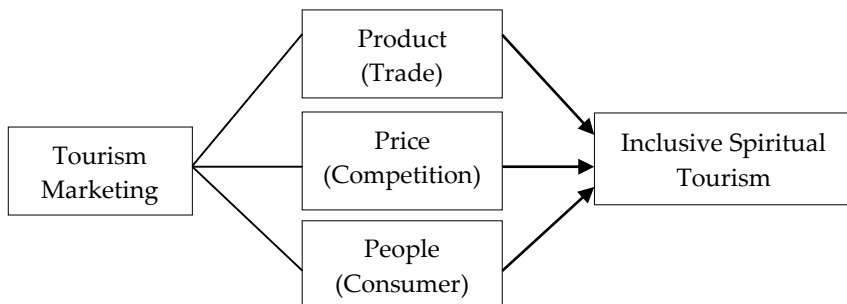 Tourism
Marketing
Product
(Trade)
Price
(Competition)
People
(Consumer)
Inclusive Spiritual
Tourism